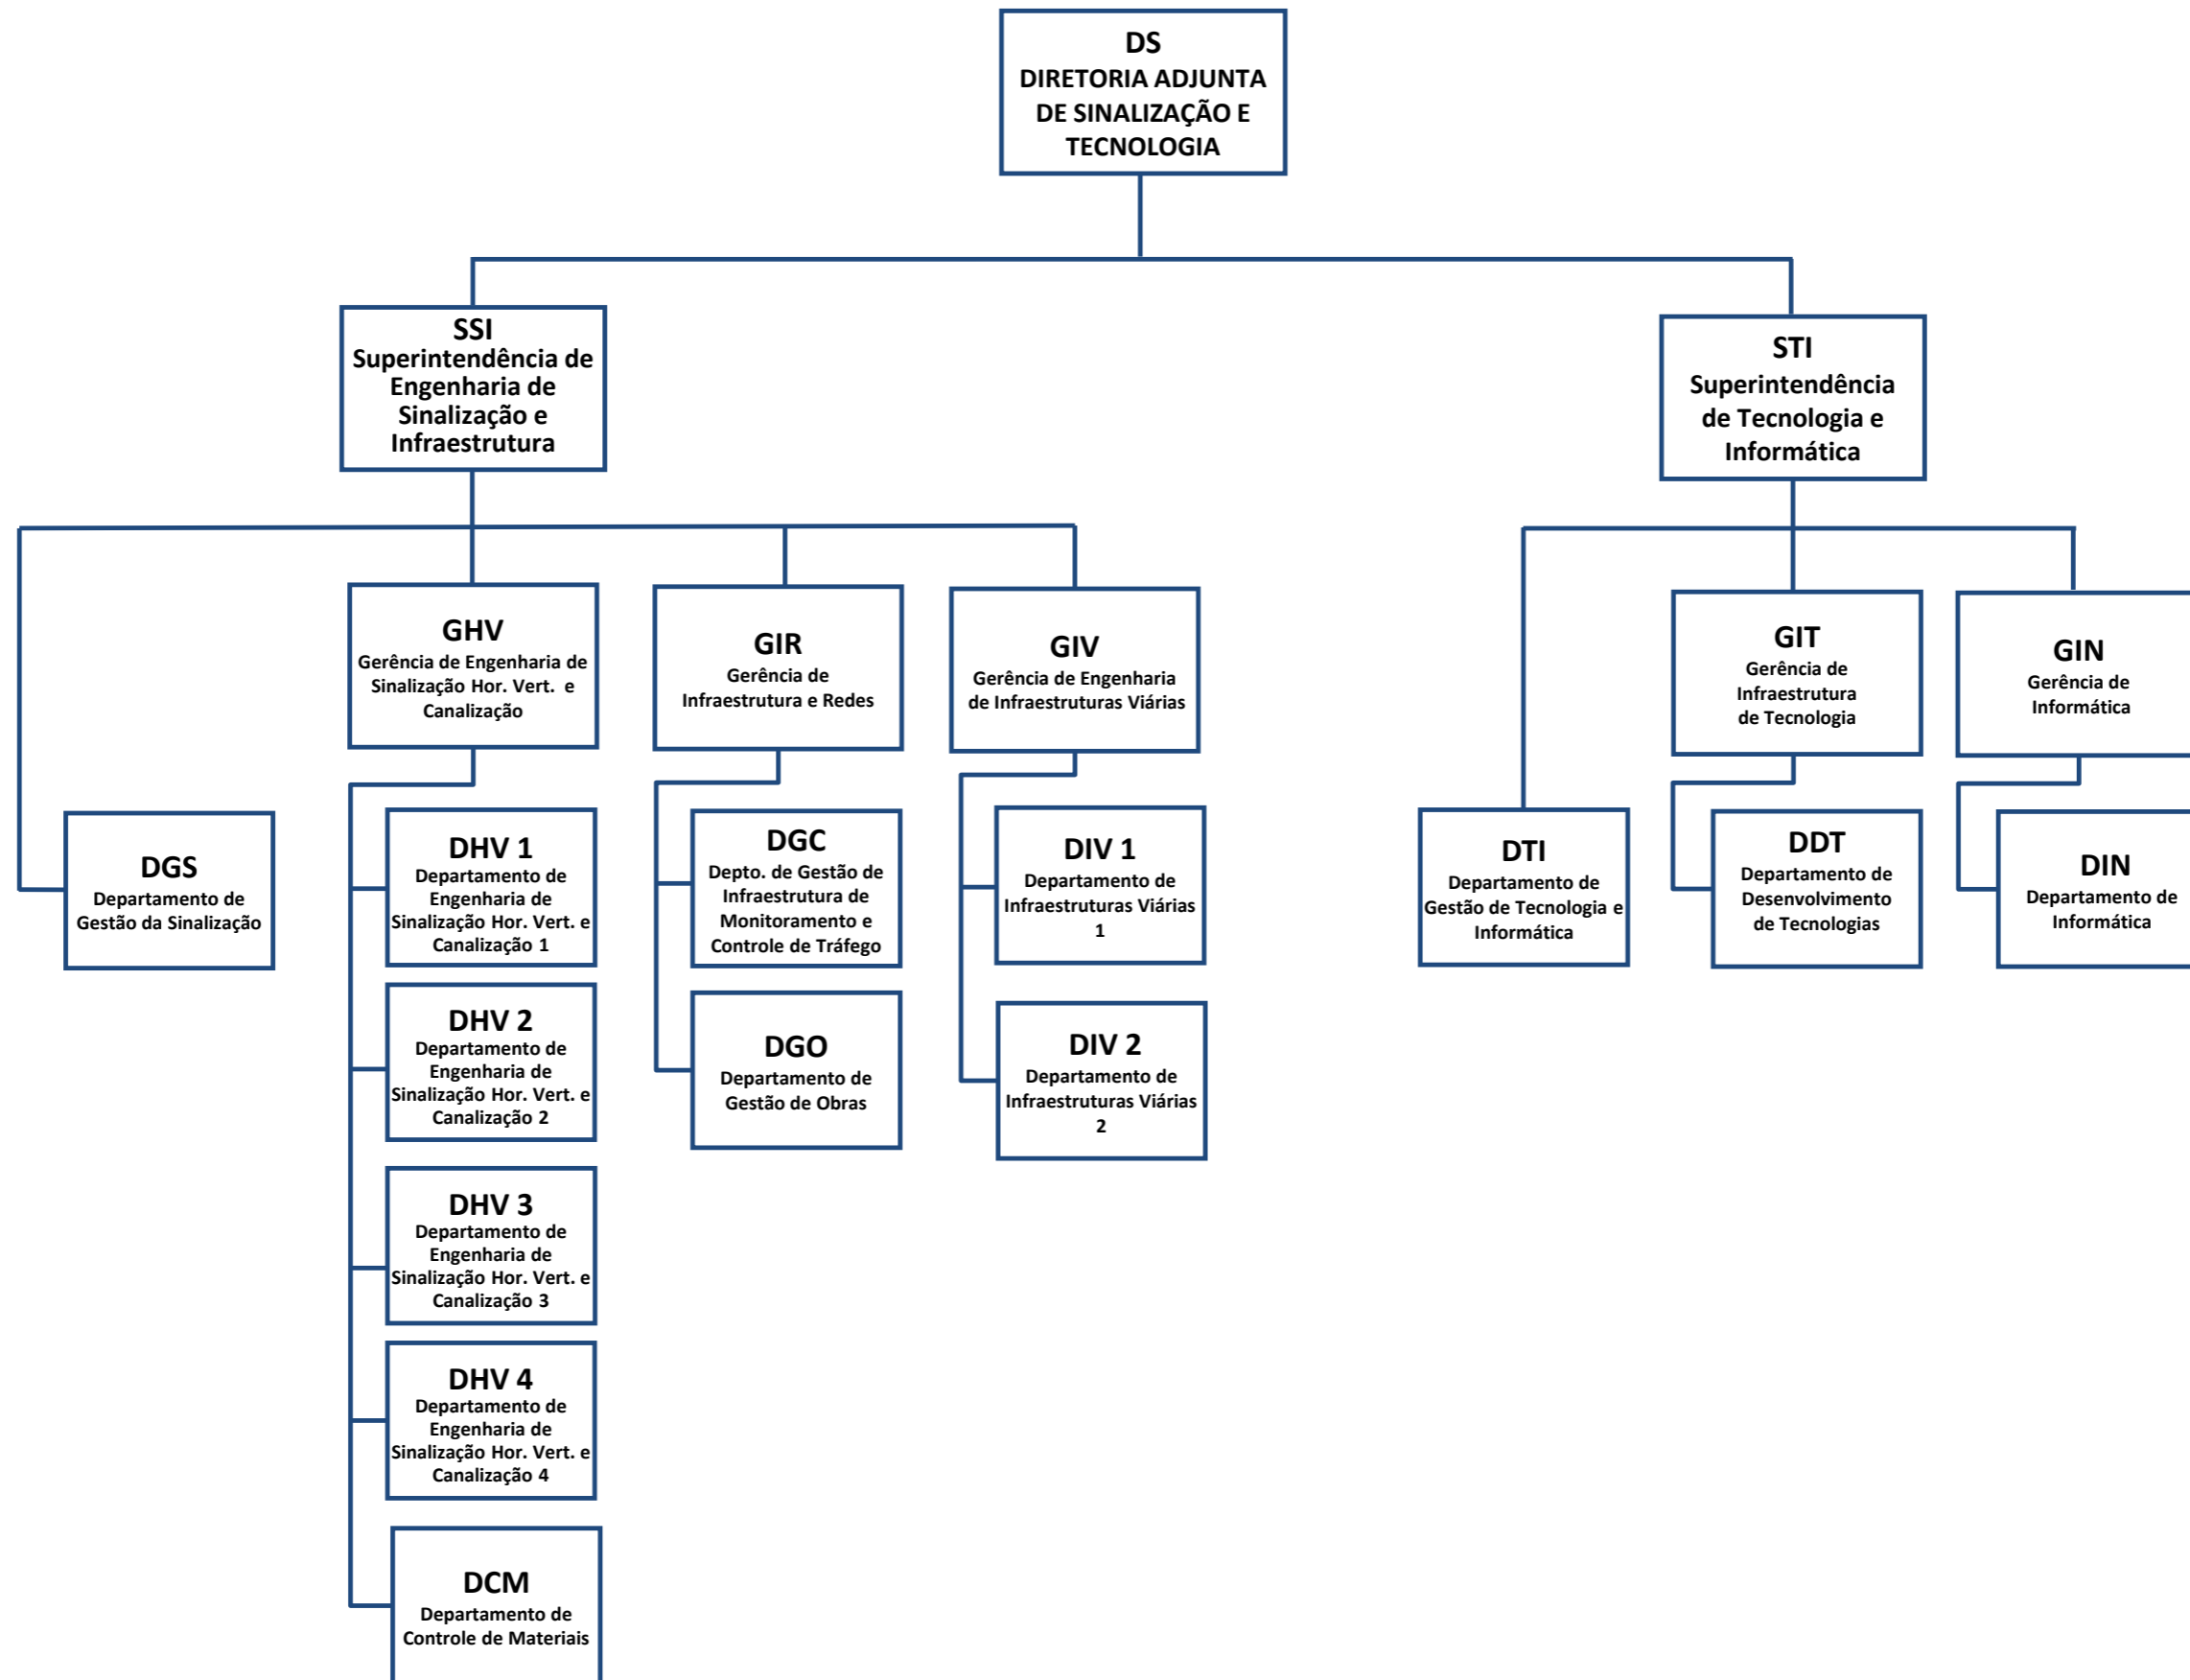 DS
DIRETORIA ADJUNTA
DE SINALIZAÇÃO E
TECNOLOGIA
SSI
Superintendência de
Engenharia de
Sinalização e
Infraestrutura
STI
Superintendência
de Tecnologia e
Informática
GHV
Gerência de Engenharia de
Sinalização Hor. Vert. e
Canalização
GIR
Gerência de
Infraestrutura e Redes
GIV
Gerência de Engenharia
de Infraestruturas Viárias
GIT
Gerência de
Infraestrutura
de Tecnologia
GIN
Gerência de
Informática
DGS
Departamento de
Gestão da Sinalização
DHV 1
Departamento de
Engenharia de
Sinalização Hor. Vert. e
Canalização 1
DGC
Depto. de Gestão de
Infraestrutura de
Monitoramento e
Controle de Tráfego
DIV 1
Departamento de
Infraestruturas Viárias
1
DTI
Departamento de
Gestão de Tecnologia e
Informática
DDT
Departamento de
Desenvolvimento
de Tecnologias
DIN
Departamento de
Informática
DHV 2
Departamento de
Engenharia de
Sinalização Hor. Vert. e
Canalização 2
DGO
Departamento de
Gestão de Obras
DIV 2
Departamento de
Infraestruturas Viárias
2
DHV 3
Departamento de
Engenharia de
Sinalização Hor. Vert. e
Canalização 3
DHV 4
Departamento de
Engenharia de
Sinalização Hor. Vert. e
Canalização 4
DCM
Departamento de
Controle de Materiais